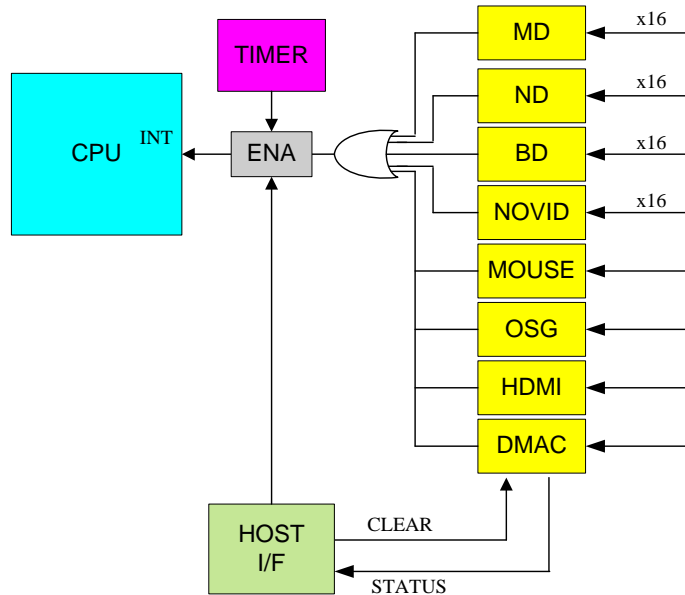 MD
x16
TIMER
ND
x16
CPU
INT
ENA
BD
x16
NOVID
x16
MOUSE
OSG
HDMI
DMAC
HOST
I/F
CLEAR
STATUS